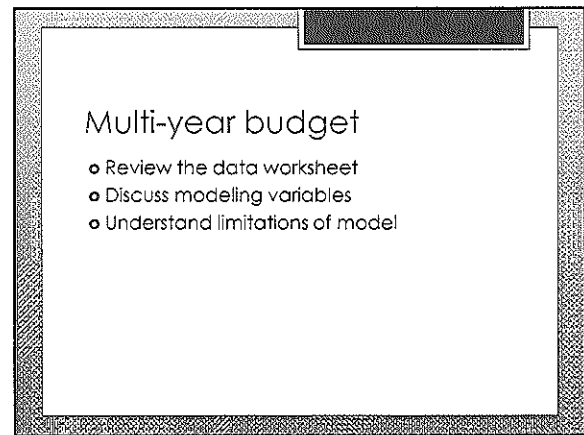 Multi-year budget
o Review the data worksheet
o Discuss modeling variables
o Understand limitations of model